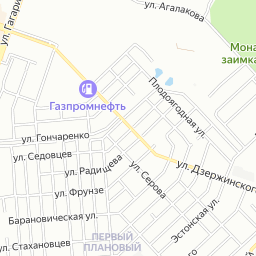 ул. Агалакова
ул. Гагари
Мона
заимка
Плодоягодная ул.
Газпромнефть
ул. Гончаренко
ул. Седовцев
ул. Радищева
ул. Дзержинского
ул. Серова
ул. Фрунзе
Барановическая ул.
Эстонская ул.
ПЕРВЫЙ
ПЛАНОВЫЙ
ул. Стахановцев